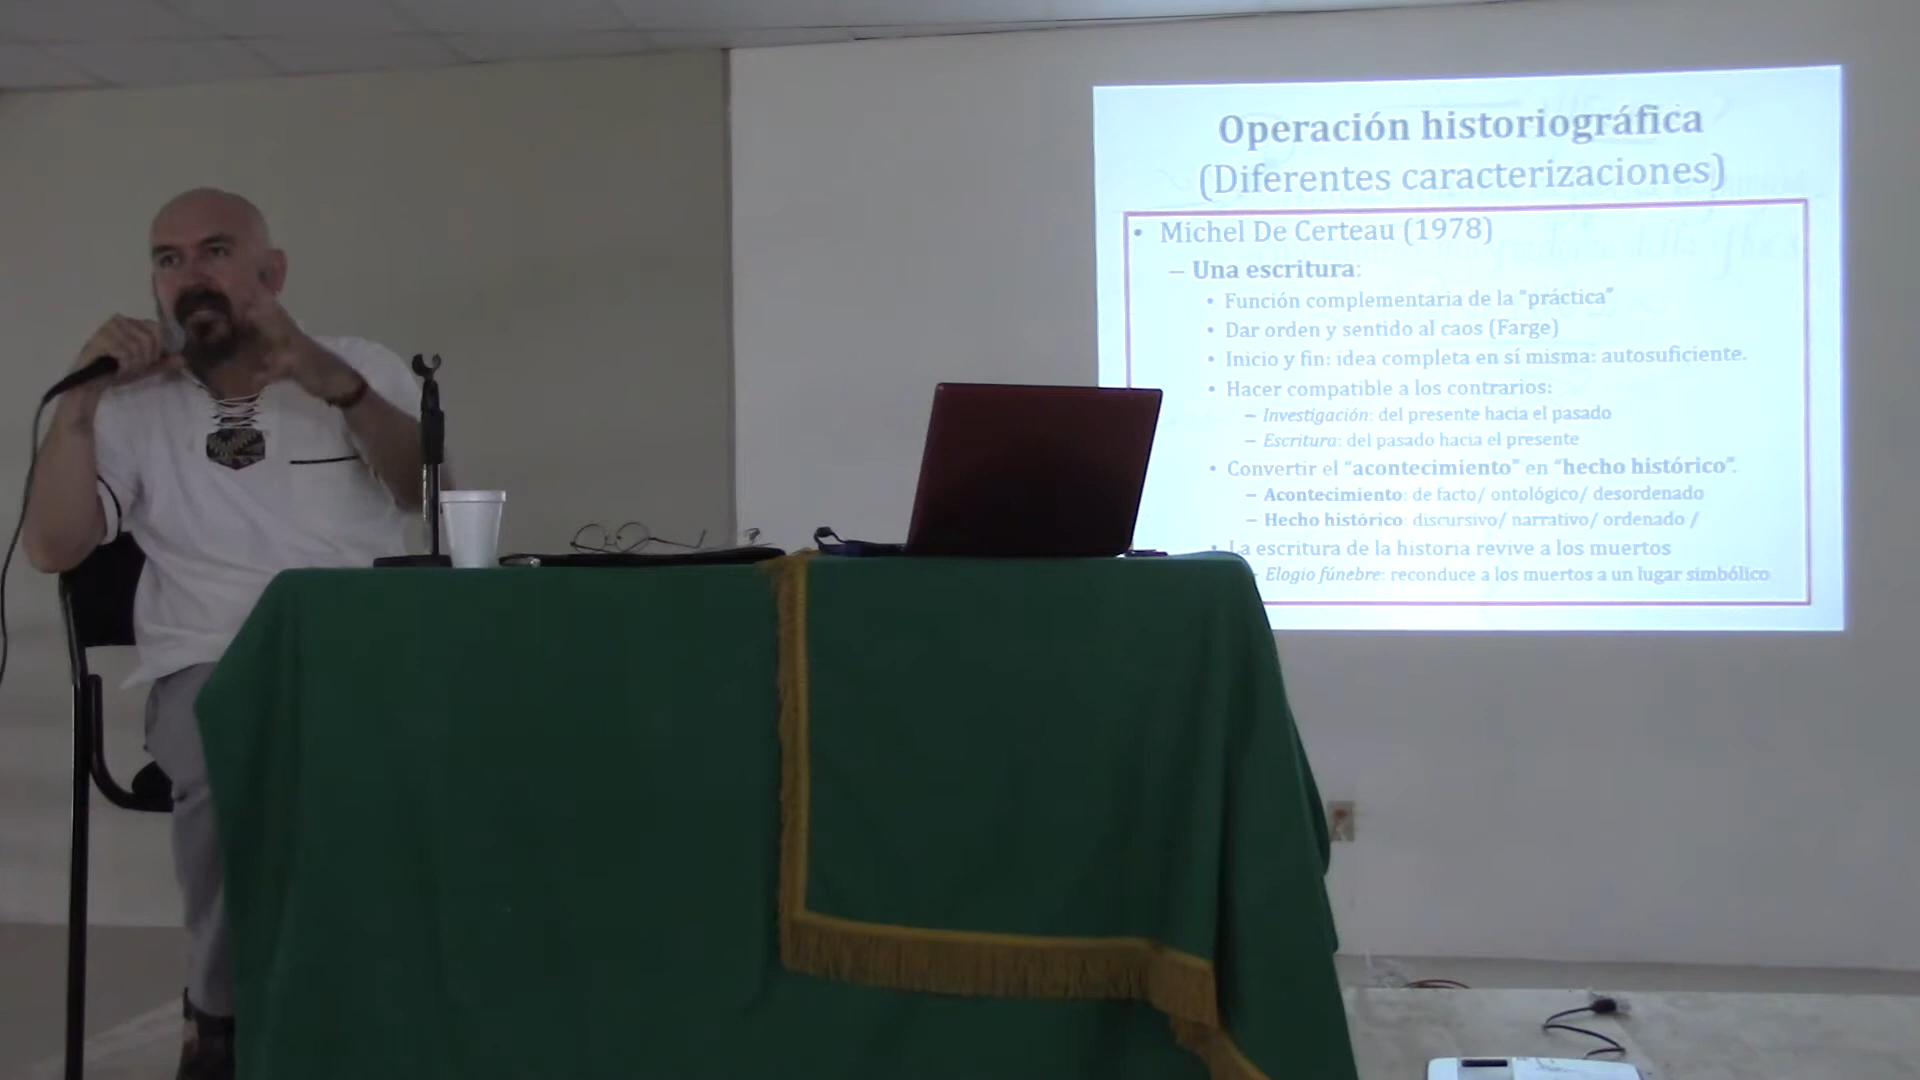 Operación historiográfica
(Diferentes caracterizaciones)
• Michel De Certeau (1978)
– Una escritura:
• Función complementaria de la “práctica”
• Dar orden y sentido al caos (Farge)
• Inicio y fin: idea completa en sí misma: autosuficiente.
• Hacer compatible a los contrarios:
– Investigación: del presente hacia el pasado
– Escritura: del pasado hacia el presente
• Convertir el “acontecimiento” en “hecho histórico”.
– Acontecimiento: de facto/ ontológico/ desordenado
– Hecho histórico: discursivo/ narrativo/ ordenado /
• La escritura de la historia revive a los muertos
- Elogio fúnebre: reconduce a los muertos a un lugar simbólico